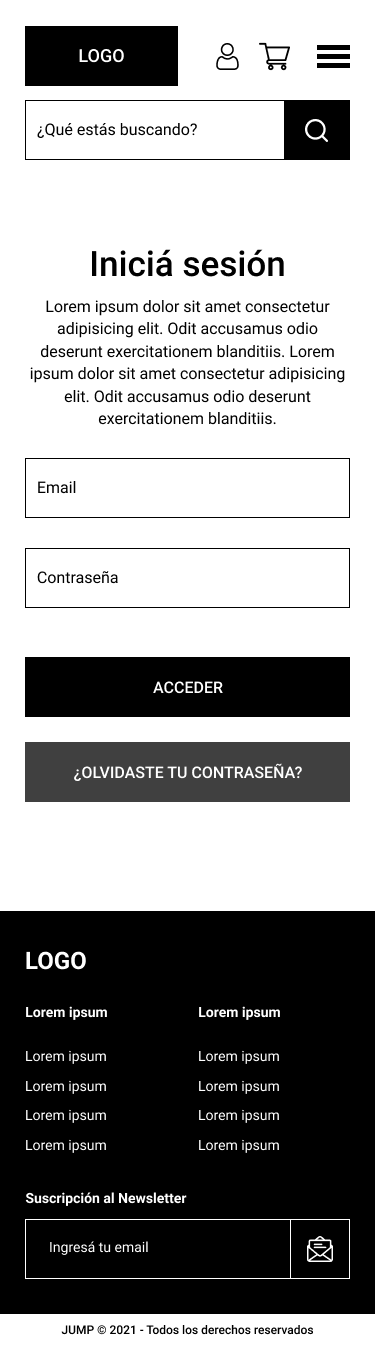 LOGO
¿Qué estás buscando?
Iniciá sesión
Lorem ipsum dolor sit amet consectetur
adipisicing elit. Odit accusamus odio
deserunt exercitationem blanditiis. Lorem
ipsum dolor sit amet consectetur adipisicing
elit. Odit accusamus odio deserunt
exercitationem blanditiis.
Email
Contraseña
ACCEDER
¿OLVIDASTE TU CONTRASEÑA?
LOGO
Lorem ipsum
Lorem ipsum
Lorem ipsum
Lorem ipsum
Lorem ipsum
Lorem ipsum
Lorem ipsum
Lorem ipsum
Lorem ipsum
Lorem ipsum
Suscripción al Newsletter
Ingresá tu email
JUMP © 2021 - Todos los derechos reservados